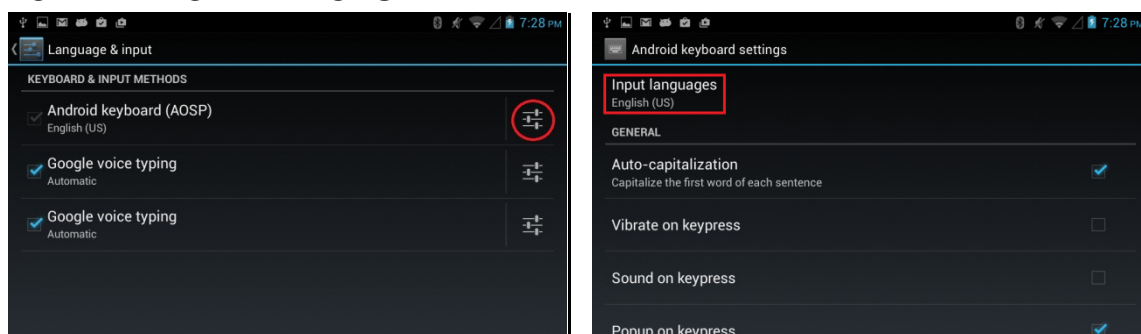 7:28 PM
Language & input
KEYBOARD & INPUT METHODS
Android keyboard (AOSP)
English (US)
Google voice typing
Automatic
Google voice typing
Automatic
7:28 PM
Android keyboard settings
Input languages
English (US)
GENERAL
Auto-capitalization
Capitalize the first word of each sentence
Vibrate on keypress
Sound on keypress
Popup on keypress